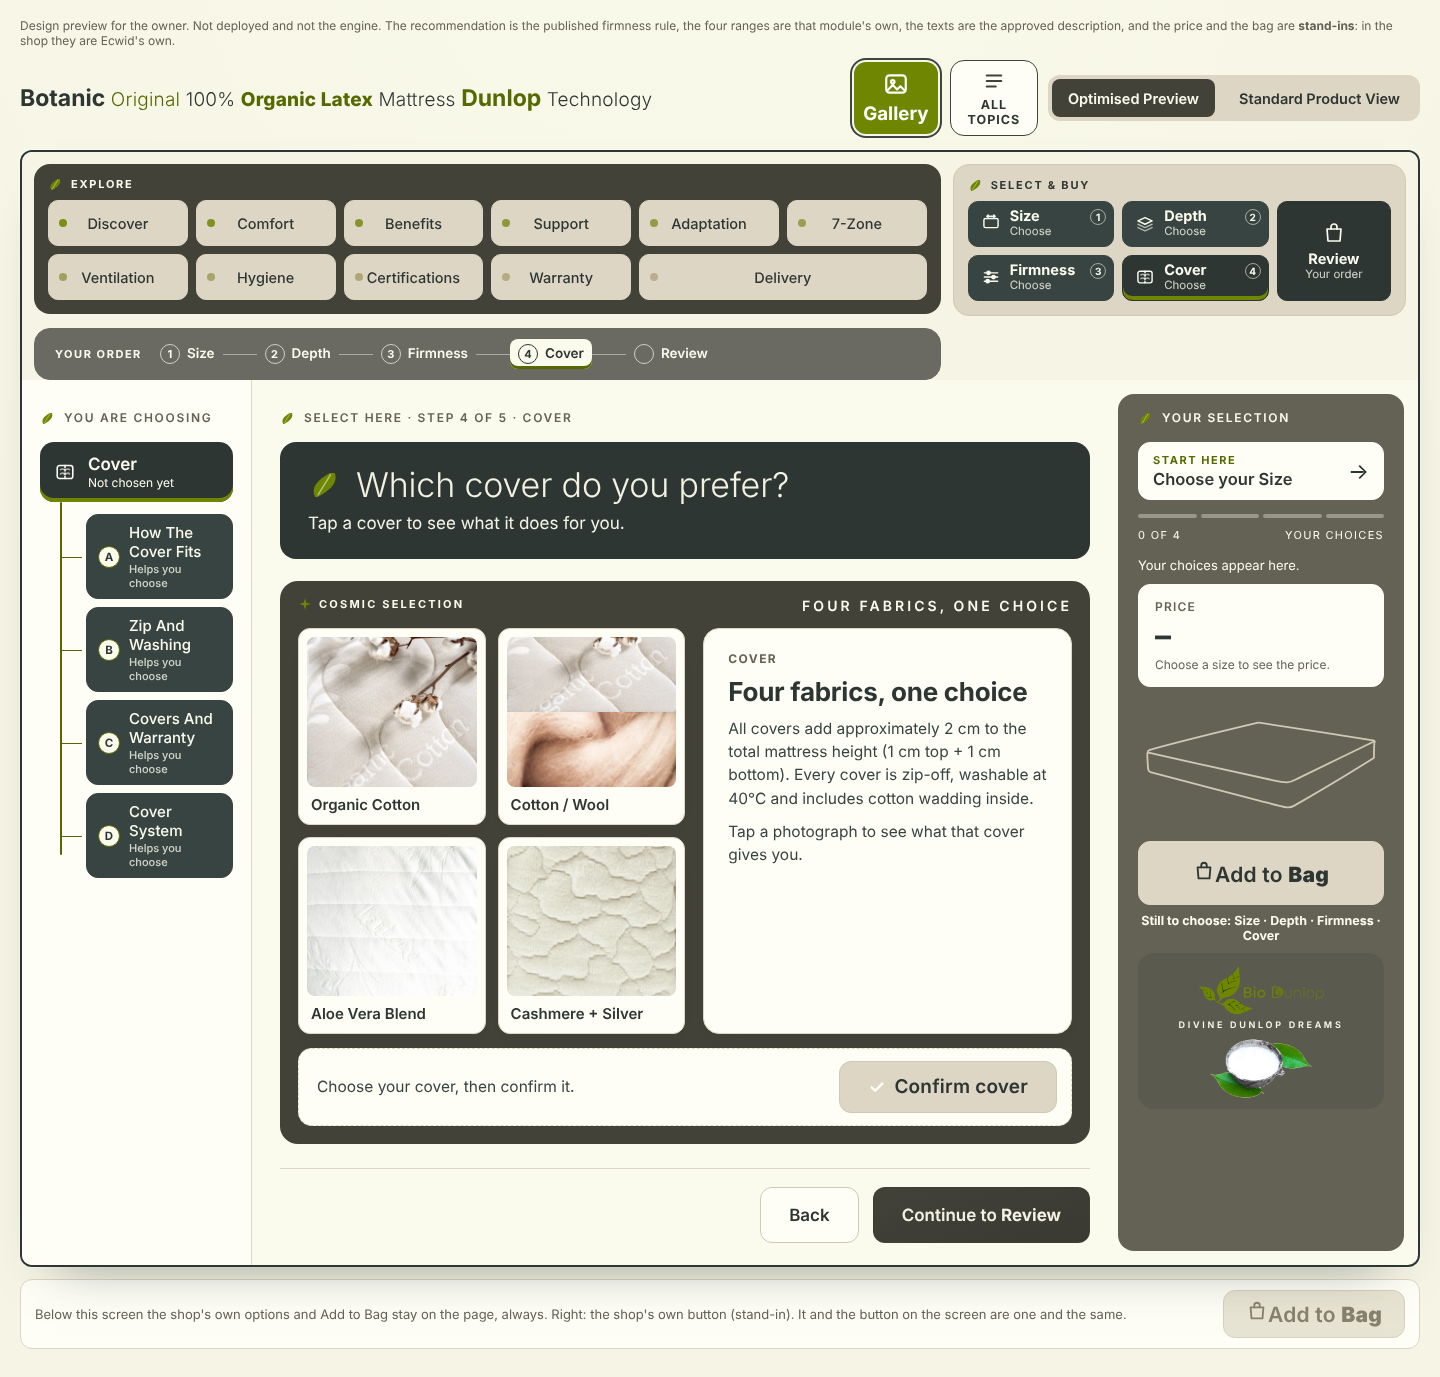 Design preview for the owner. Not deployed and not the engine. The recommendation is the published firmness rule, the four ranges are that module's own, the texts are the approved description, and the price and the bag are stand-ins: in the
shop they are Ecwid's own.
Botanic Original 100% Organic Latex Mattress Dunlop Technology
Gallery
ALL
TOPICS
Optimised Preview
Standard Product View
EXPLORE
Discover
Comfort
Benefits
Support
Adaptation
7-Zone
Ventilation
Hygiene
Certifications
Warranty
Delivery
SELECT & BUY
Size
Choose
1
Depth
Choose
2
Firmness
Choose
3
Cover
Choose
4
Review
Your order
YOUR ORDER
1 Size
2 Depth
3 Firmness
4 Cover
Review
YOU ARE CHOOSING
Cover
Not chosen yet
A
How The
Cover Fits
Helps you
choose
B
Zip And
Washing
Helps you
choose
C
Covers And
Warranty
Helps you
choose
D
Cover
System
Helps you
choose
SELECT HERE · STEP 4 OF 5 · COVER
Which cover do you prefer?
Tap a cover to see what it does for you.
COSMIC SELECTION
FOUR FABRICS, ONE CHOICE
Cotton
Organic Cotton
Cotton
Cotton / Wool
Aloe Vera Blend
Cashmere + Silver
COVER
Four fabrics, one choice
All covers add approximately 2 cm to the
total mattress height (1 cm top + 1 cm
bottom). Every cover is zip-off, washable at
40°C and includes cotton wadding inside.
Tap a photograph to see what that cover
gives you.
Choose your cover, then confirm it.
Confirm cover
Back
Continue to Review
YOUR SELECTION
START HERE
Choose your Size
0 OF 4
YOUR CHOICES
Your choices appear here.
PRICE
–
Choose a size to see the price.
Add to Bag
Still to choose: Size · Depth · Firmness ·
Cover
Bio Dunlop
DIVINE DUNLOP DREAMS
Below this screen the shop's own options and Add to Bag stay on the page, always. Right: the shop's own button (stand-in). It and the button on the screen are one and the same.
Add to Bag